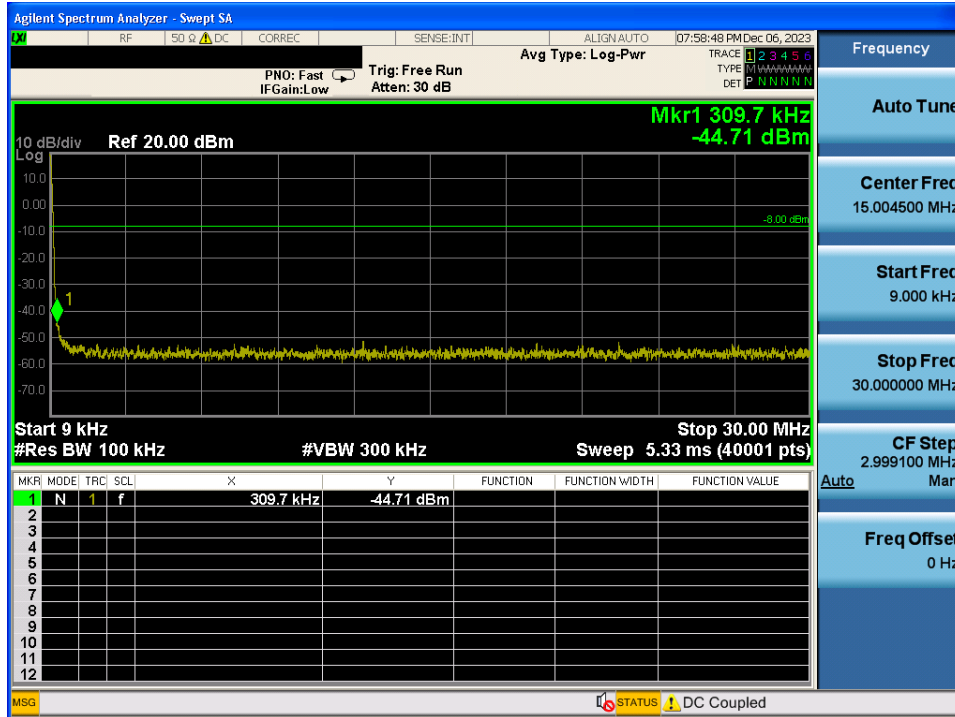 Agilent Spectrum Analyzer - Swept SA
LXI RF 50 Ω DC CORREC SENSE:INT ALIGN AUTO 07:58:48 PM Dec 06, 2023
PNO: Fast
IFGain:Low
Trig: Free Run
Atten: 30 dB
Avg Type: Log-Pwr
TRACE 1 2 3 4 5 6
TYPE M WWWWW
DET P N N N N N
Mkr1 309.7 kHz
-44.71 dBm
10 dB/div Ref 20.00 dBm
Log
10.0
0.00
-8.00 dBm
-10.0
-20.0
-30.0
1
-40.0
-50.0
-60.0
-70.0
Start 9 kHz Stop 30.00 MHz
#Res BW 100 kHz #VBW 300 kHz Sweep 5.33 ms (40001 pts)
MKR MODE TRC SCL X Y FUNCTION FUNCTION WIDTH FUNCTION VALUE
1 N 1 f 309.7 kHz -44.71 dBm
2
3
4
5
6
7
8
9
10
11
12
MSG STATUS DC Coupled
Frequency
Auto Tune
Center Freq
15.004500 MHz
Start Freq
9.000 kHz
Stop Freq
30.000000 MHz
CF Step
2.999100 MHz
Auto Man
Freq Offset
0 Hz